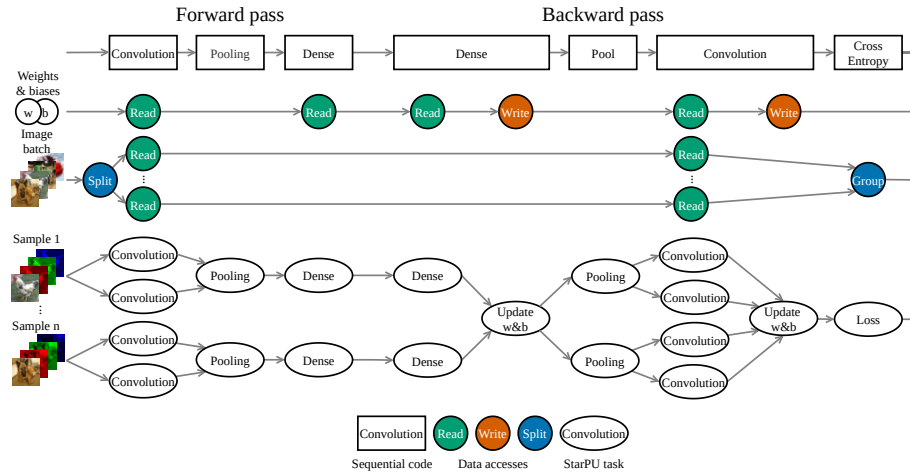 Forward pass
Backward pass
Convolution
Pooling
Dense
Dense
Pool
Convolution
Cross
Entropy
Weights
& biases
w
b
Read
Read
Read
Write
Read
Write
Image
batch
Split
Read
Read
Read
Read
Group
Sample 1
Sample n
Convolution
Convolution
Pooling
Dense
Dense
Convolution
Convolution
Pooling
Dense
Dense
Update
w&b
Pooling
Pooling
Convolution
Convolution
Convolution
Convolution
Update
w&b
Loss
Convolution
Read
Write
Split
Convolution
Sequential code
Data accesses
StarPU task